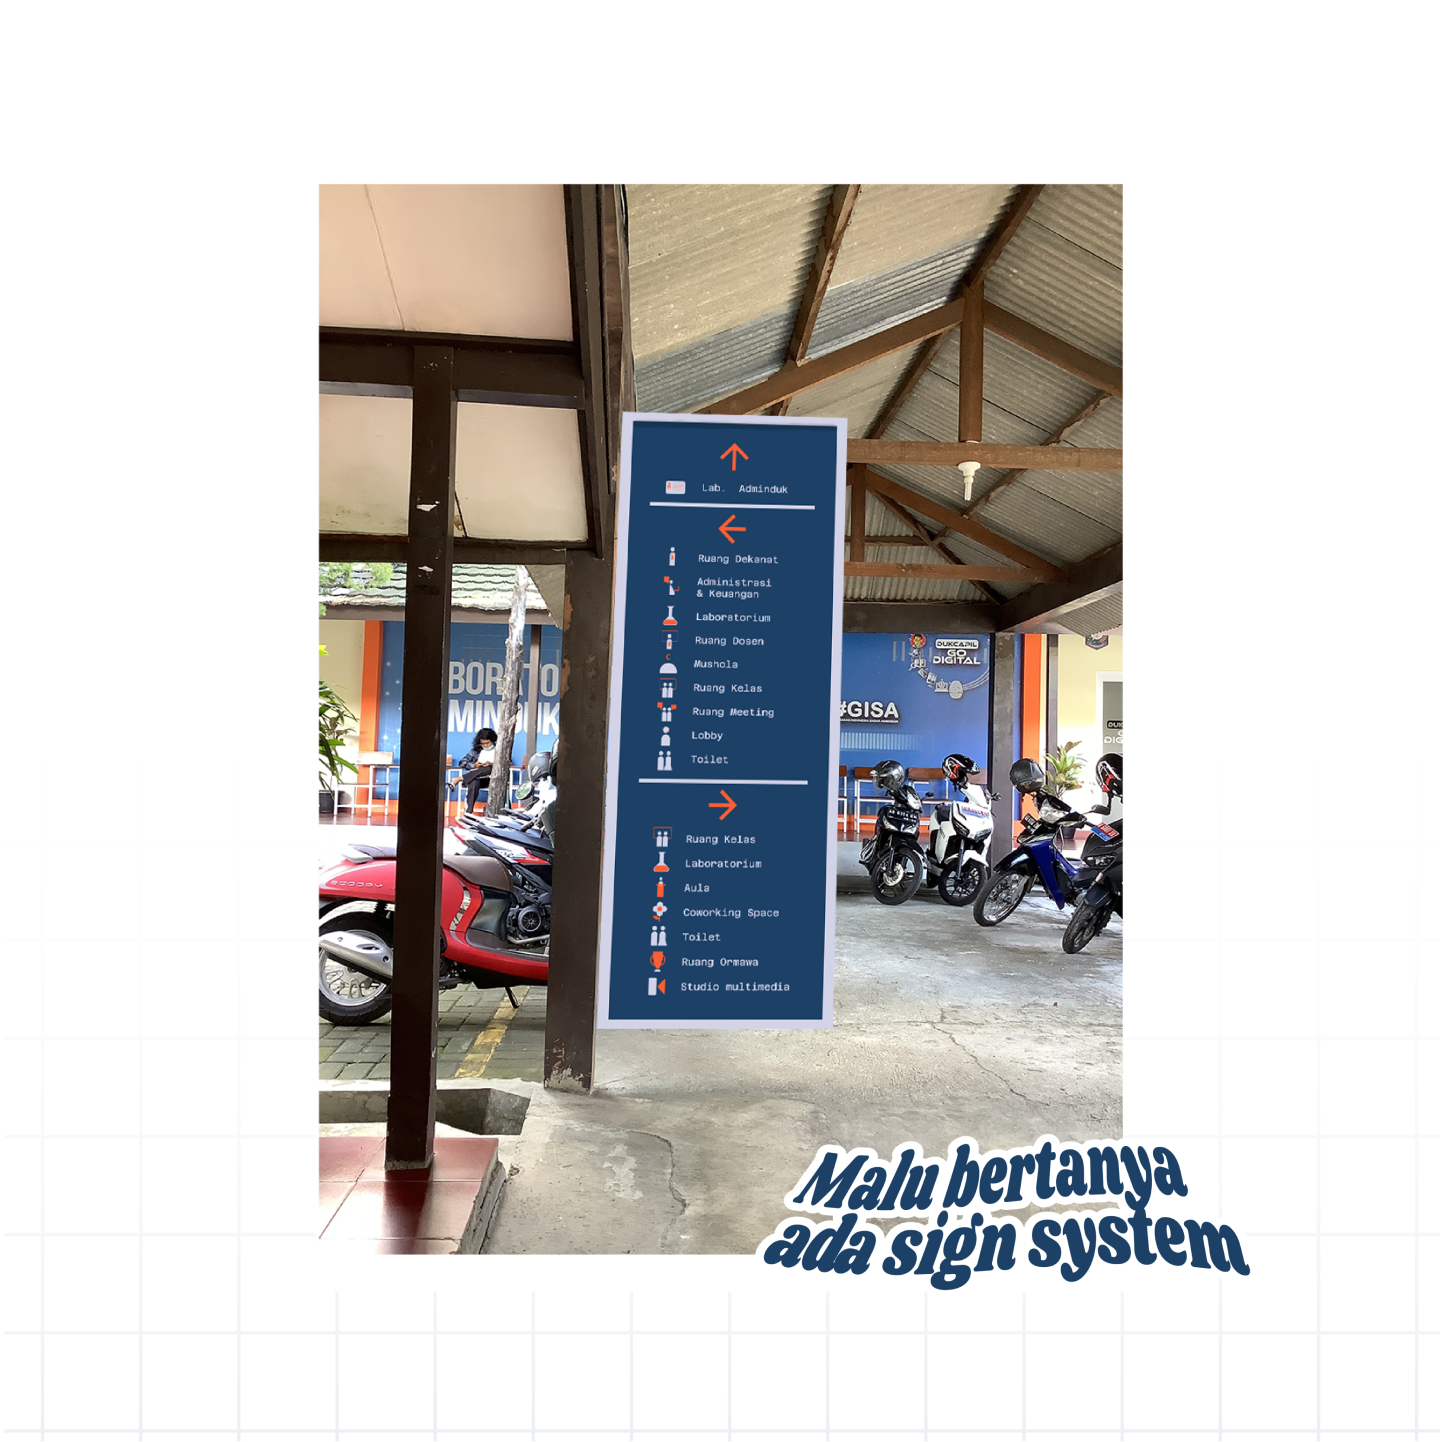 Lab. Adminduk
Ruang Dekanat
Administrasi
& Keuangan
Laboratorium
Ruang Dosen
Mushola
Ruang Kelas
Ruang Meeting
Lobby
Toilet
Ruang Kelas
Laboratorium
Aula
Coworking Space
Toilet
Ruang Ormawa
Studio multimedia
DUKCAPIL
GO
DIGITAL
#GISA
scoopy
Malu bertanya
ada sign system